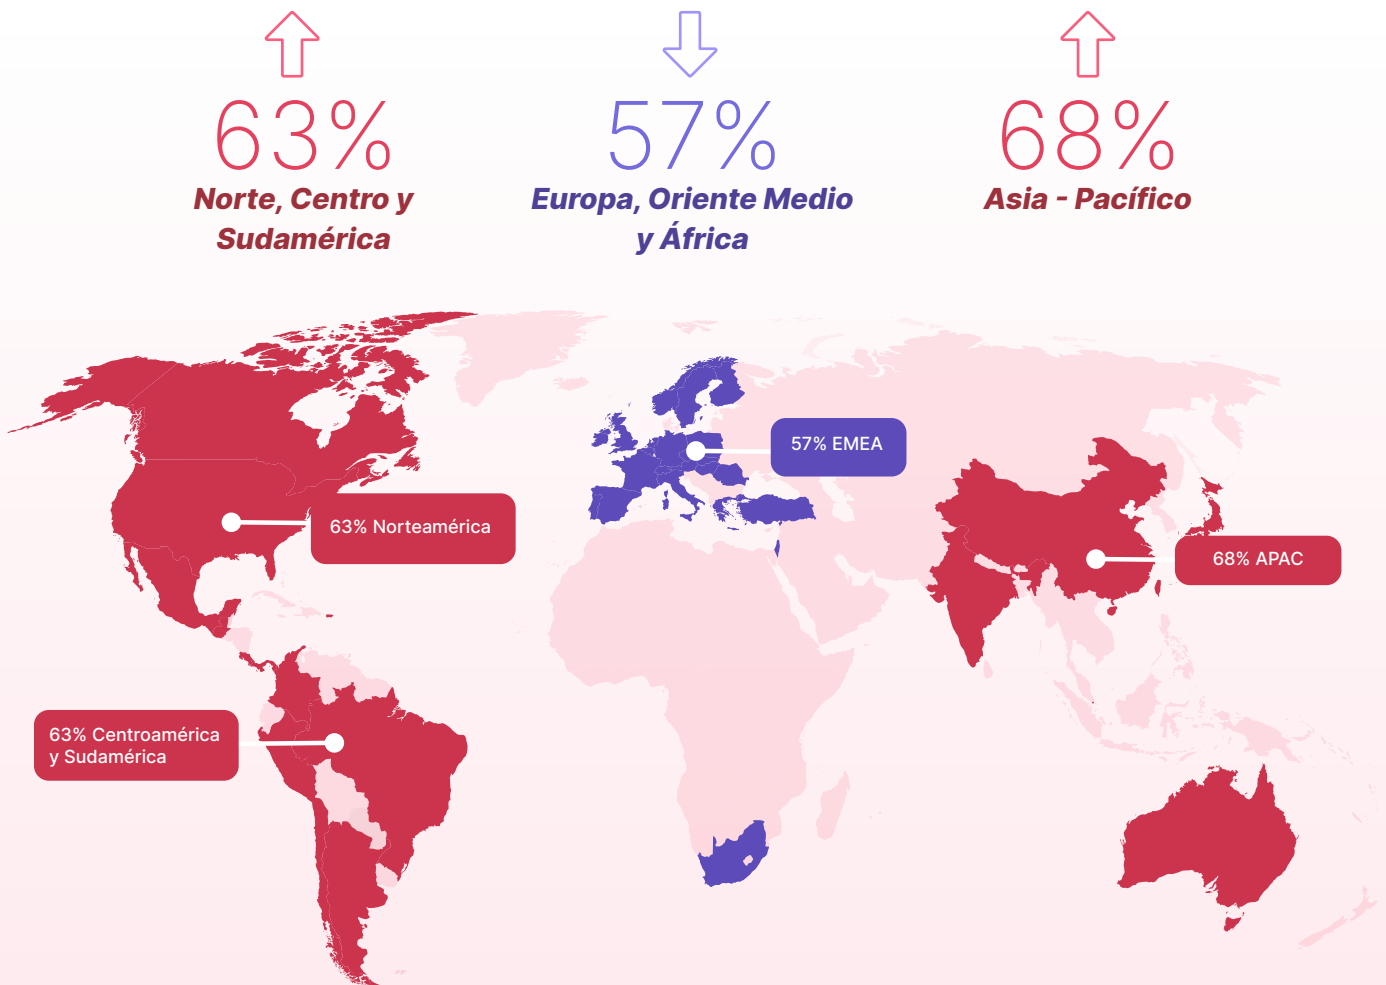 63%
Norte, Centro y
Sudamérica
57%
Europa, Oriente Medio
y África
68%
Asia - Pacífico
57% EMEA
63% Norteamérica
68% APAC
63% Centroamérica
y Sudamérica